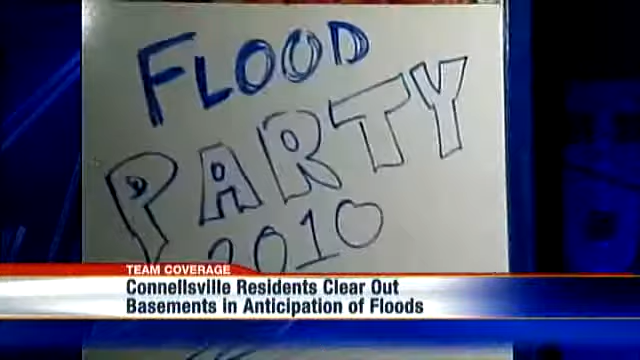 FLOOD
PARTY
2010
TEAM COVERAGE
Connellsville Residents Clear Out
Basements in Anticipation of Floods